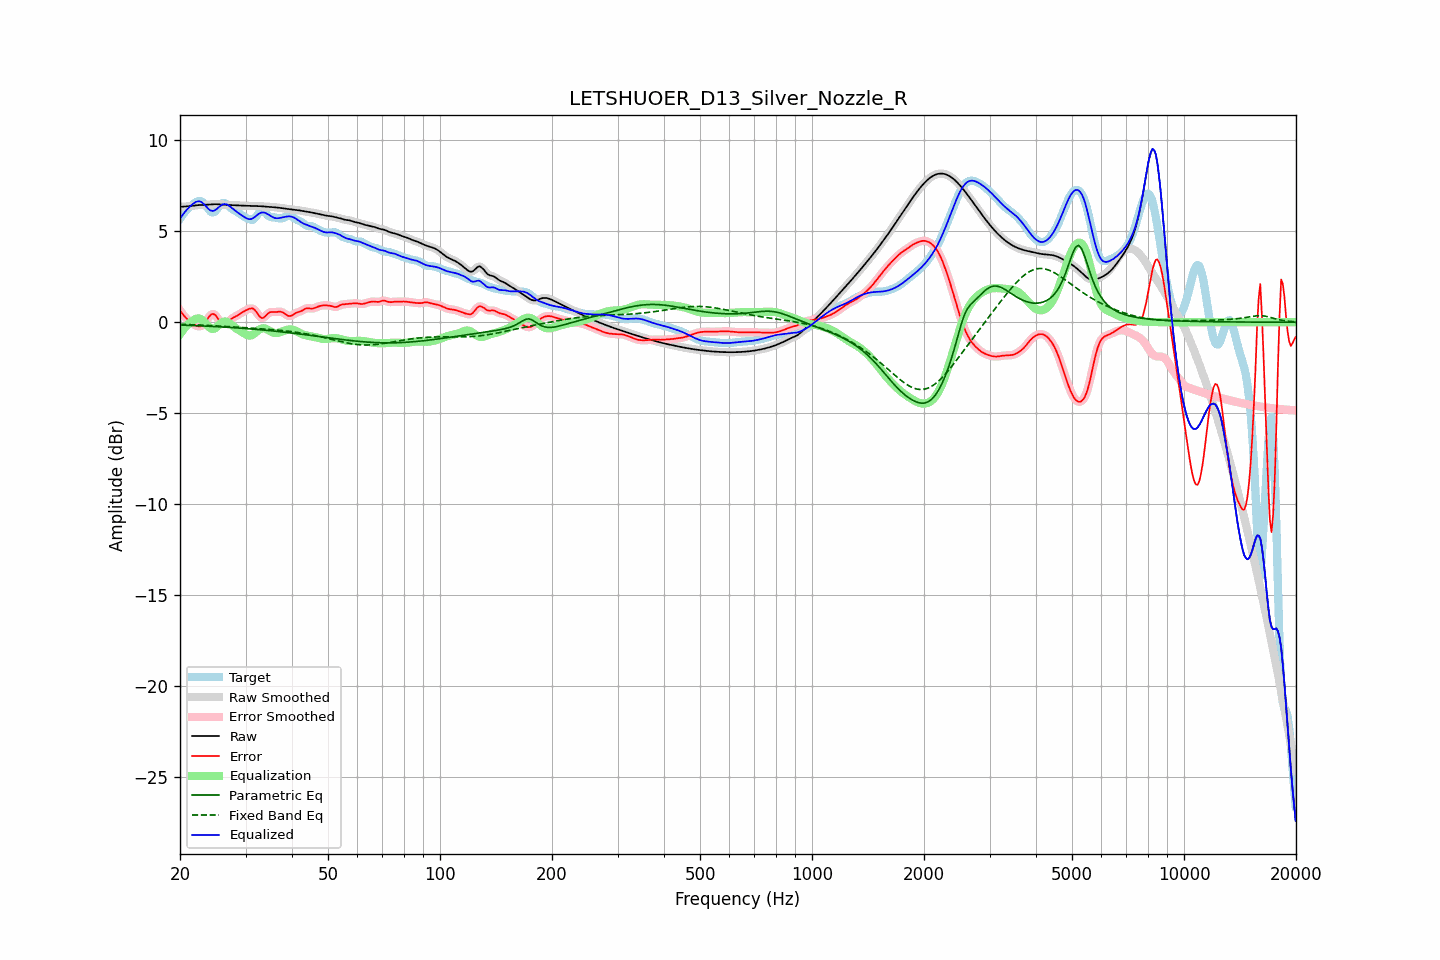 LETSHUOER_D13_Silver_Nozzle_R
Amplitude (dBr)
10
5
0
−5
−10
−15
−20
−25
Target
Raw Smoothed
Error Smoothed
Raw
Error
Equalization
Parametric Eq
Fixed Band Eq
Equalized
20 50 100 200 500 1000 2000 5000 10000 20000
Frequency (Hz)